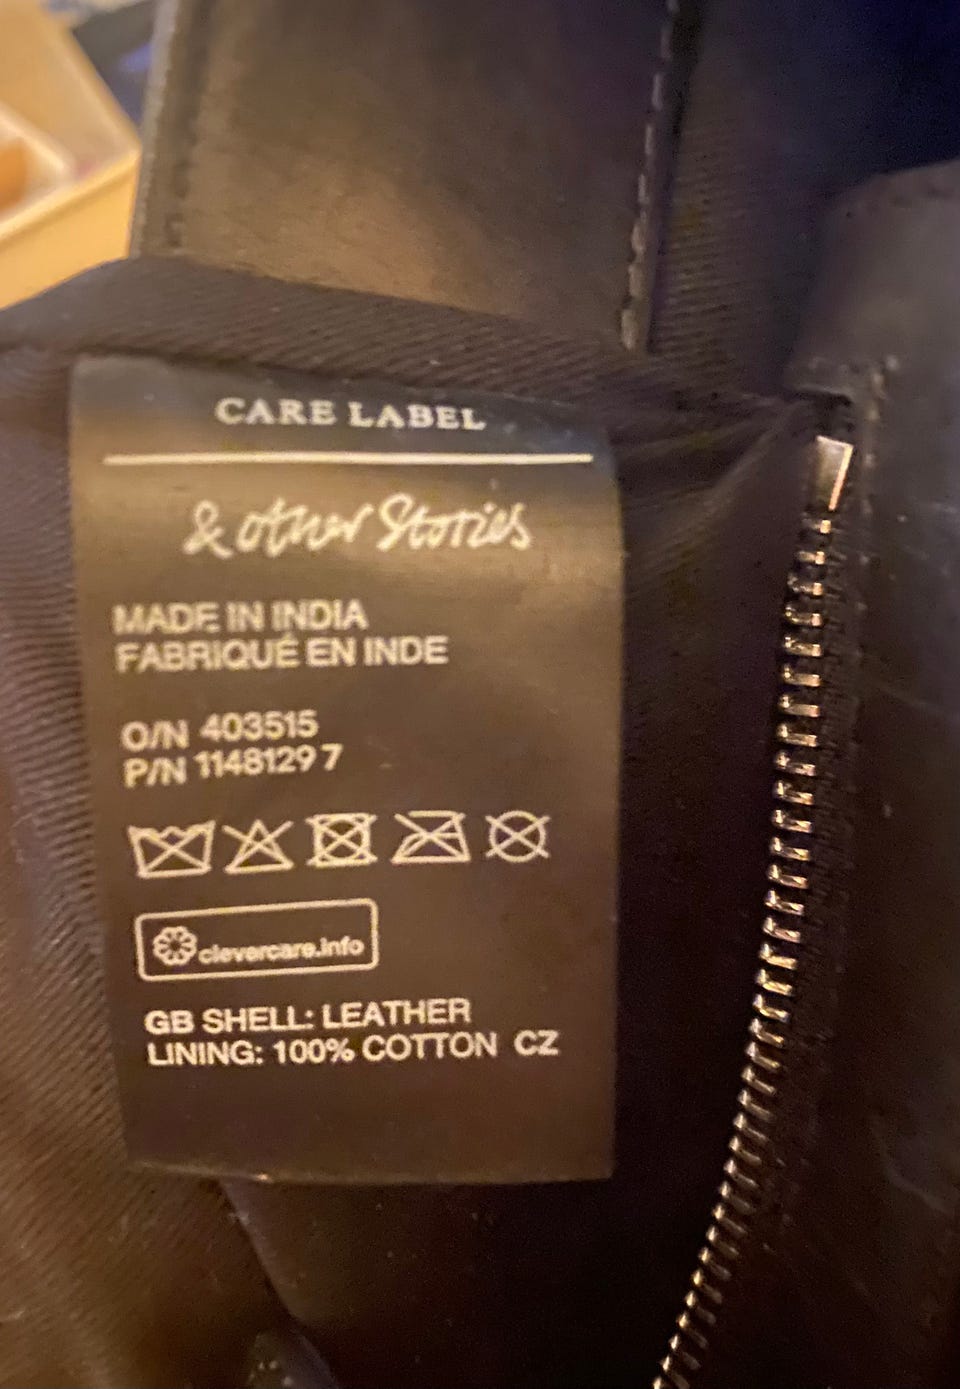 CARE LABEL
& other Stories
MADE IN INDIA
FABRIQUÉ EN INDE
O/N 403515
P/N 1148129 7
clevercare.info
GB SHELL: LEATHER
LINING: 100% COTTON CZ